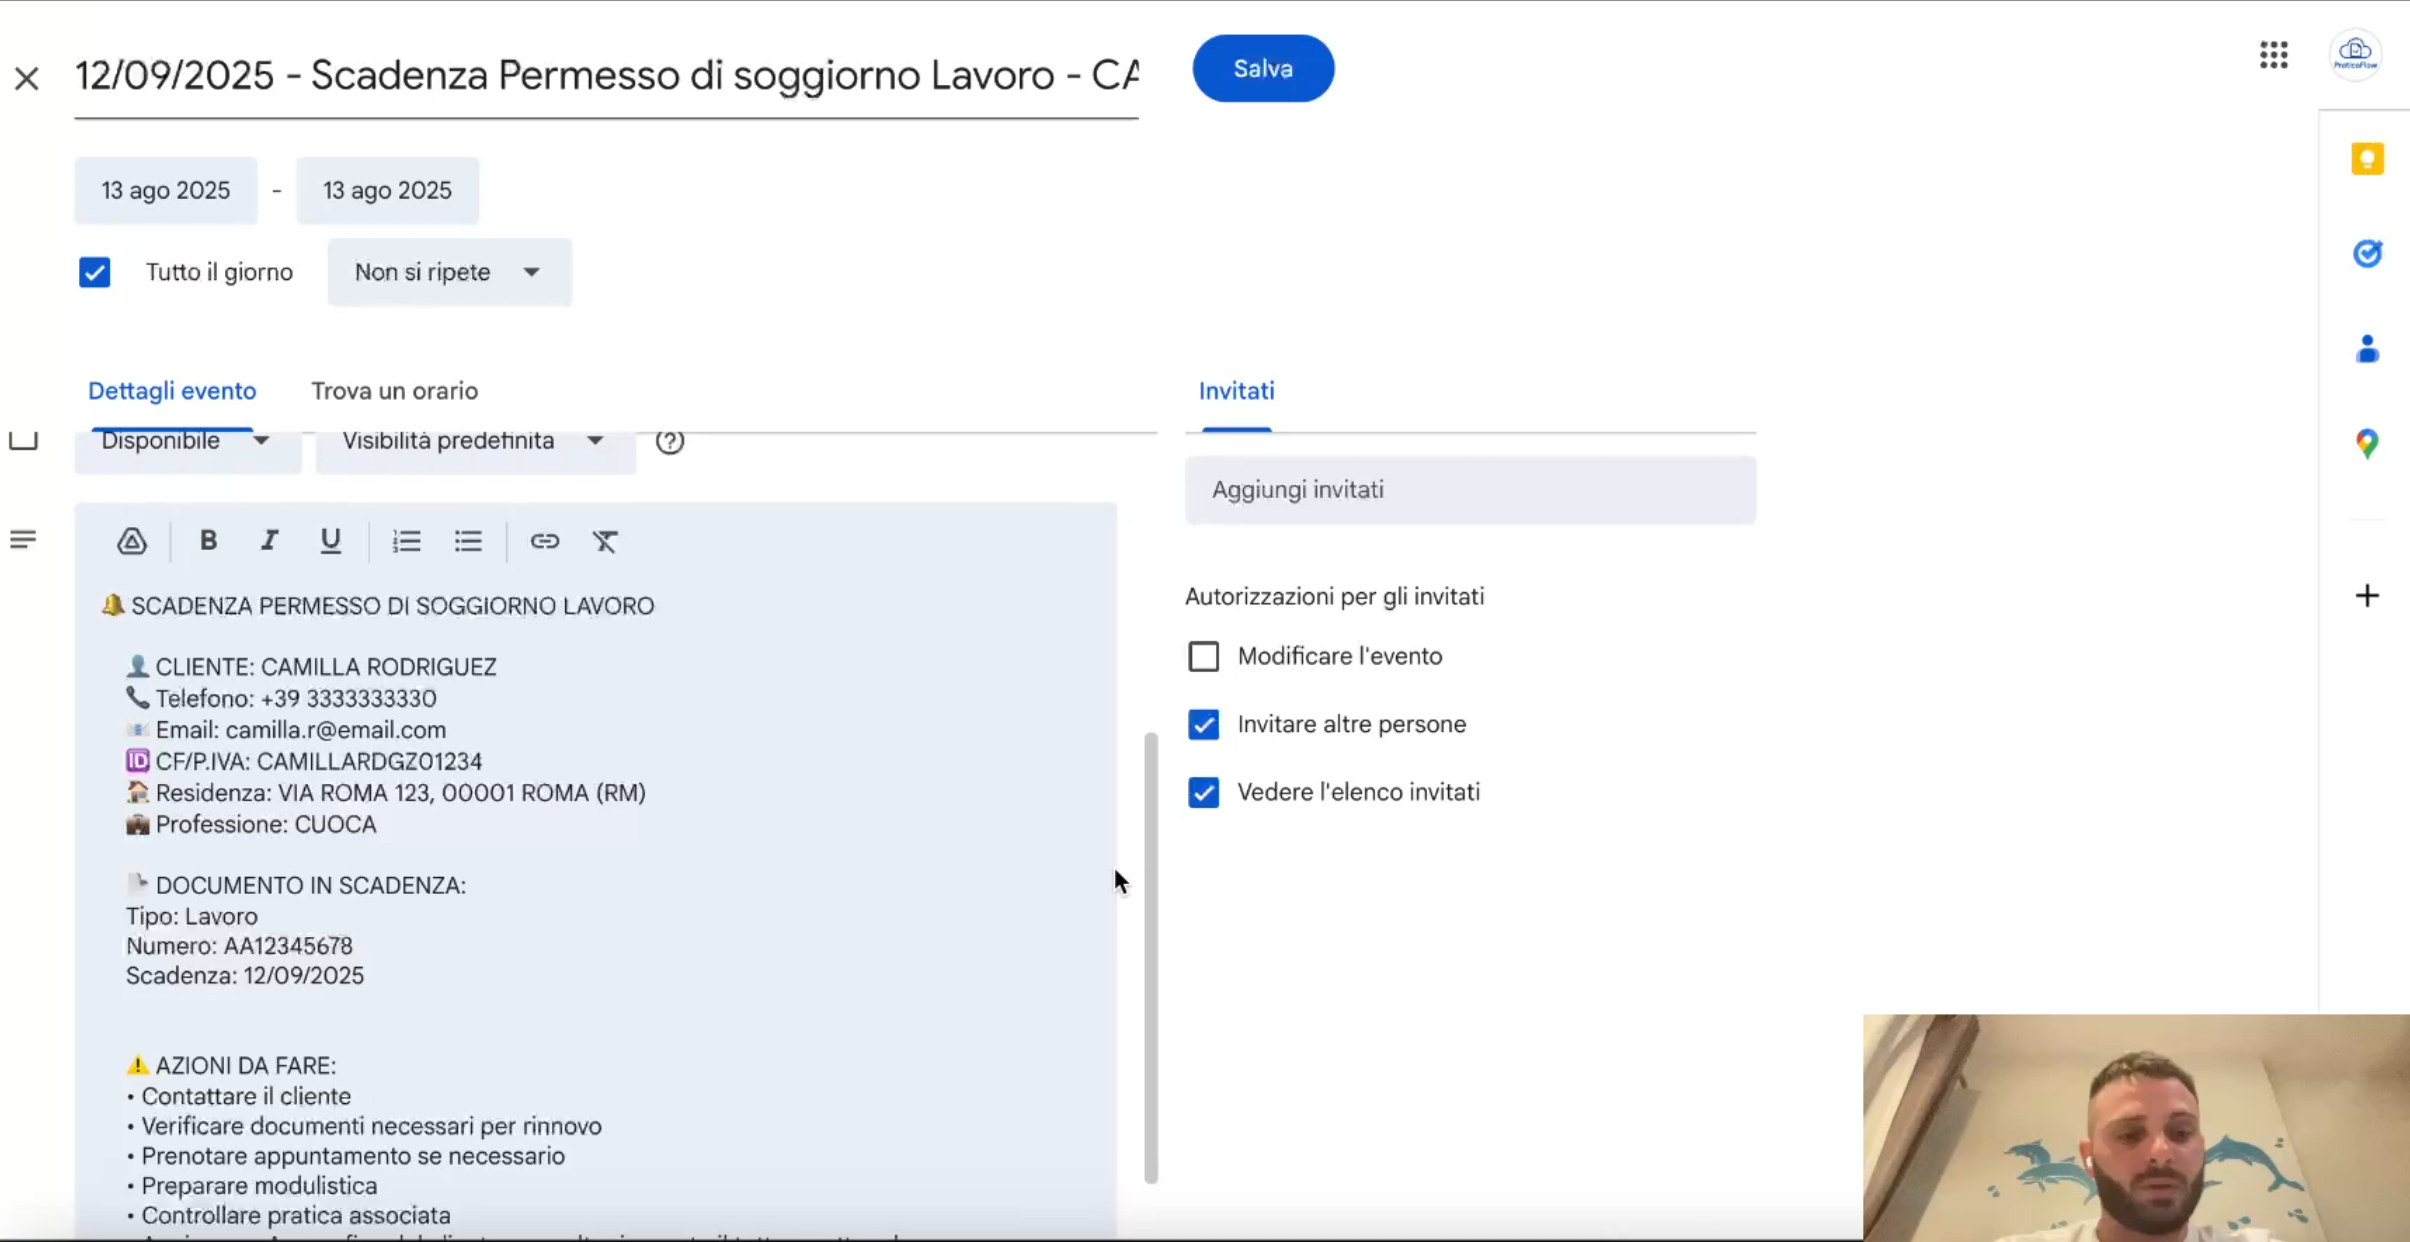 12/09/2025 - Scadenza Permesso di soggiorno Lavoro - CA
Salva
PraticaFlow
13 ago 2025 - 13 ago 2025
Tutto il giorno
Non si ripete
Dettagli evento
Trova un orario
Invitati
Disponibile
Visibilità predefinita
Aggiungi invitati
B I U
🔔 SCADENZA PERMESSO DI SOGGIORNO LAVORO
👤 CLIENTE: CAMILLA RODRIGUEZ
📞 Telefono: +39 3333333330
📧 Email: camilla.r@email.com
🆔 CF/P.IVA: CAMILLARDGZ01234
🏠 Residenza: VIA ROMA 123, 00001 ROMA (RM)
💼 Professione: CUOCA
📄 DOCUMENTO IN SCADENZA:
Tipo: Lavoro
Numero: AA12345678
Scadenza: 12/09/2025
⚠️ AZIONI DA FARE:
• Contattare il cliente
• Verificare documenti necessari per rinnovo
• Prenotare appuntamento se necessario
• Preparare modulistica
• Controllare pratica associata
Autorizzazioni per gli invitati
Modificare l'evento
Invitare altre persone
Vedere l'elenco invitati